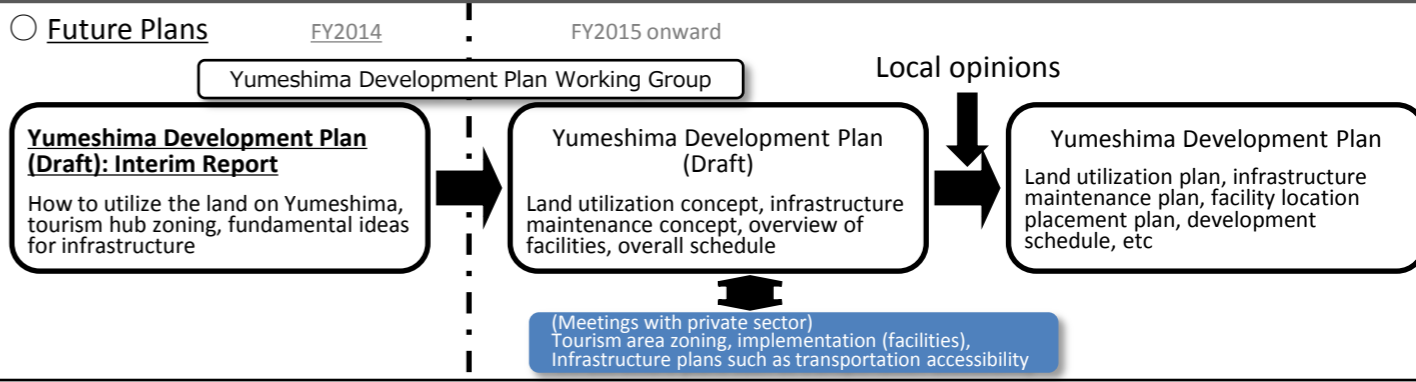 ○ Future Plans
FY2014
FY2015 onward
Yumeshima Development Plan Working Group
Local opinions
Yumeshima Development Plan
(Draft): Interim Report
How to utilize the land on Yumeshima,
tourism hub zoning, fundamental ideas
for infrastructure
Yumeshima Development Plan
(Draft)
Land utilization concept, infrastructure
maintenance concept, overview of
facilities, overall schedule
Yumeshima Development Plan
Land utilization plan, infrastructure
maintenance plan, facility location
placement plan, development
schedule, etc
(Meetings with private sector)
Tourism area zoning, implementation (facilities),
Infrastructure plans such as transportation accessibility